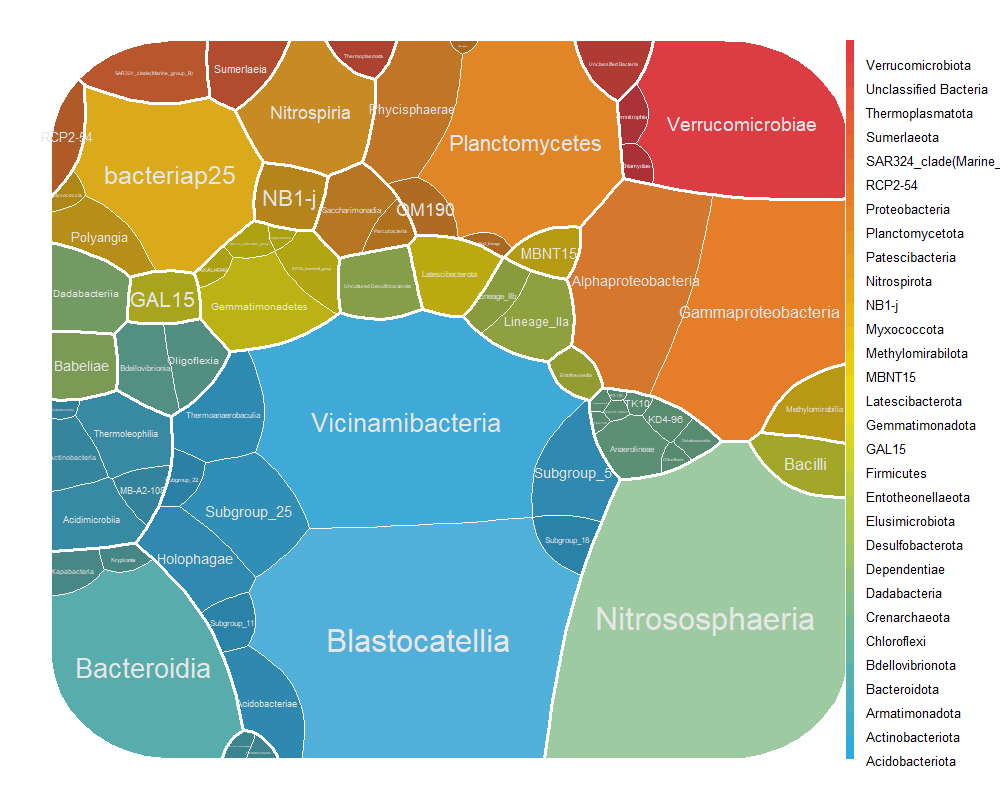 SAR324_clade(Marine_group_B)
Sumerlaeia
Thermoplasmata
Unclassified Bacteria
Nitrospiria
Phycisphaerae
Planctomycetes
Verrucomicrobiae
RCP2-54
bacteriap25
NB1-j
Saccharimonadia
OM190
Parcubacteria
Polyangia
MBNT15
Alphaproteobacteria
Gammaproteobacteria
Dadabacteriia
GAL15
Gemmatimonadetes
Uncultured Desulfobacterota
Latescibacterota
Lineage_IIb
Lineage_IIa
Babeliae
Bdellovibrionia
Oligoflexia
Entotheonellia
Methylomirabilia
Bacilli
Thermoanaerobaculia
Vicinamibacteria
TK10
KD4-96
Anaerolineae
Chloroflexia
Thermoleophilia
Actinobacteria
MB-A2-108
Acidimicrobiia
Subgroup_22
Subgroup_25
Subgroup_5
Subgroup_18
Holophagae
Kapabacteria
Kryptonia
Subgroup_11
Blastocatellia
Nitrososphaeria
Bacteroidia
Acidobacteriae
Verrucomicrobiota
Unclassified Bacteria
Thermoplasmatota
Sumerlaeota
SAR324_clade(Marine_
RCP2-54
Proteobacteria
Planctomycetota
Patescibacteria
Nitrospirota
NB1-j
Myxococcota
Methylomirabilota
MBNT15
Latescibacterota
Gemmatimonadota
GAL15
Firmicutes
Entotheonellaeota
Elusimicrobiota
Desulfobacterota
Dependentiae
Dadabacteria
Crenarchaeota
Chloroflexi
Bdellovibrionota
Bacteroidota
Armatimonadota
Actinobacteriota
Acidobacteriota